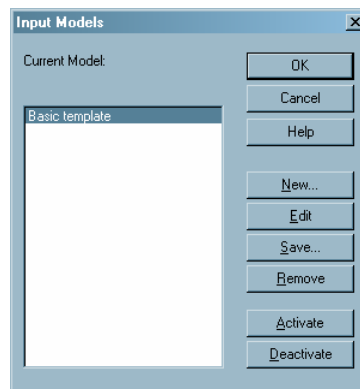 Input Models
Current Model:
Basic template
OK
Cancel
Help
New...
Edit
Save...
Remove
Activate
Deactivate